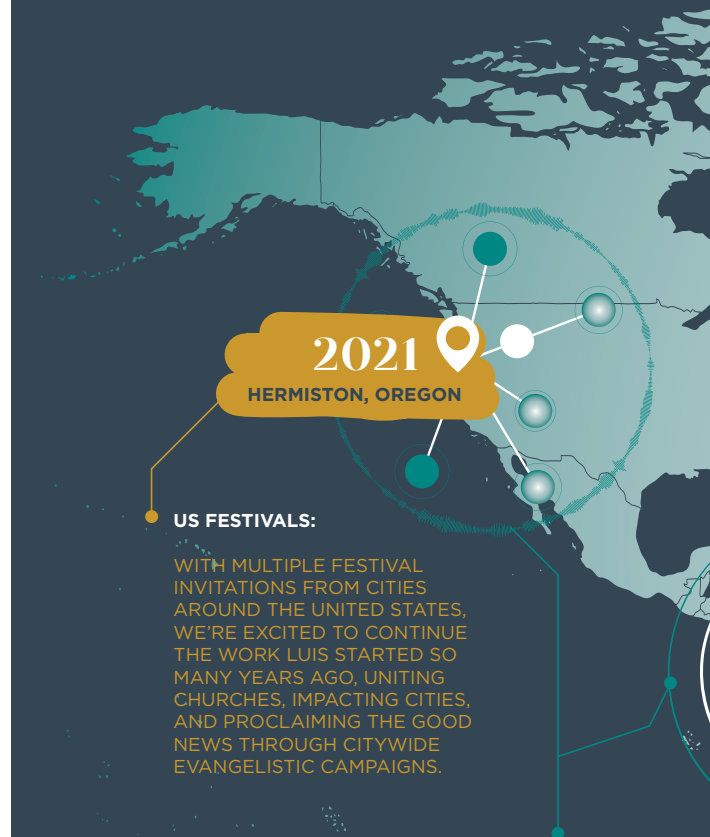 2021
HERMISTON, OREGON
US FESTIVALS:
WITH MULTIPLE FESTIVAL
INVITATIONS FROM CITIES
AROUND THE UNITED STATES,
WE'RE EXCITED TO CONTINUE
THE WORK LUIS STARTED SO
MANY YEARS AGO, UNITING
CHURCHES, IMPACTING CITIES,
AND PROCLAIMING THE GOOD
NEWS THROUGH CITYWIDE
EVANGELISTIC CAMPAIGNS.